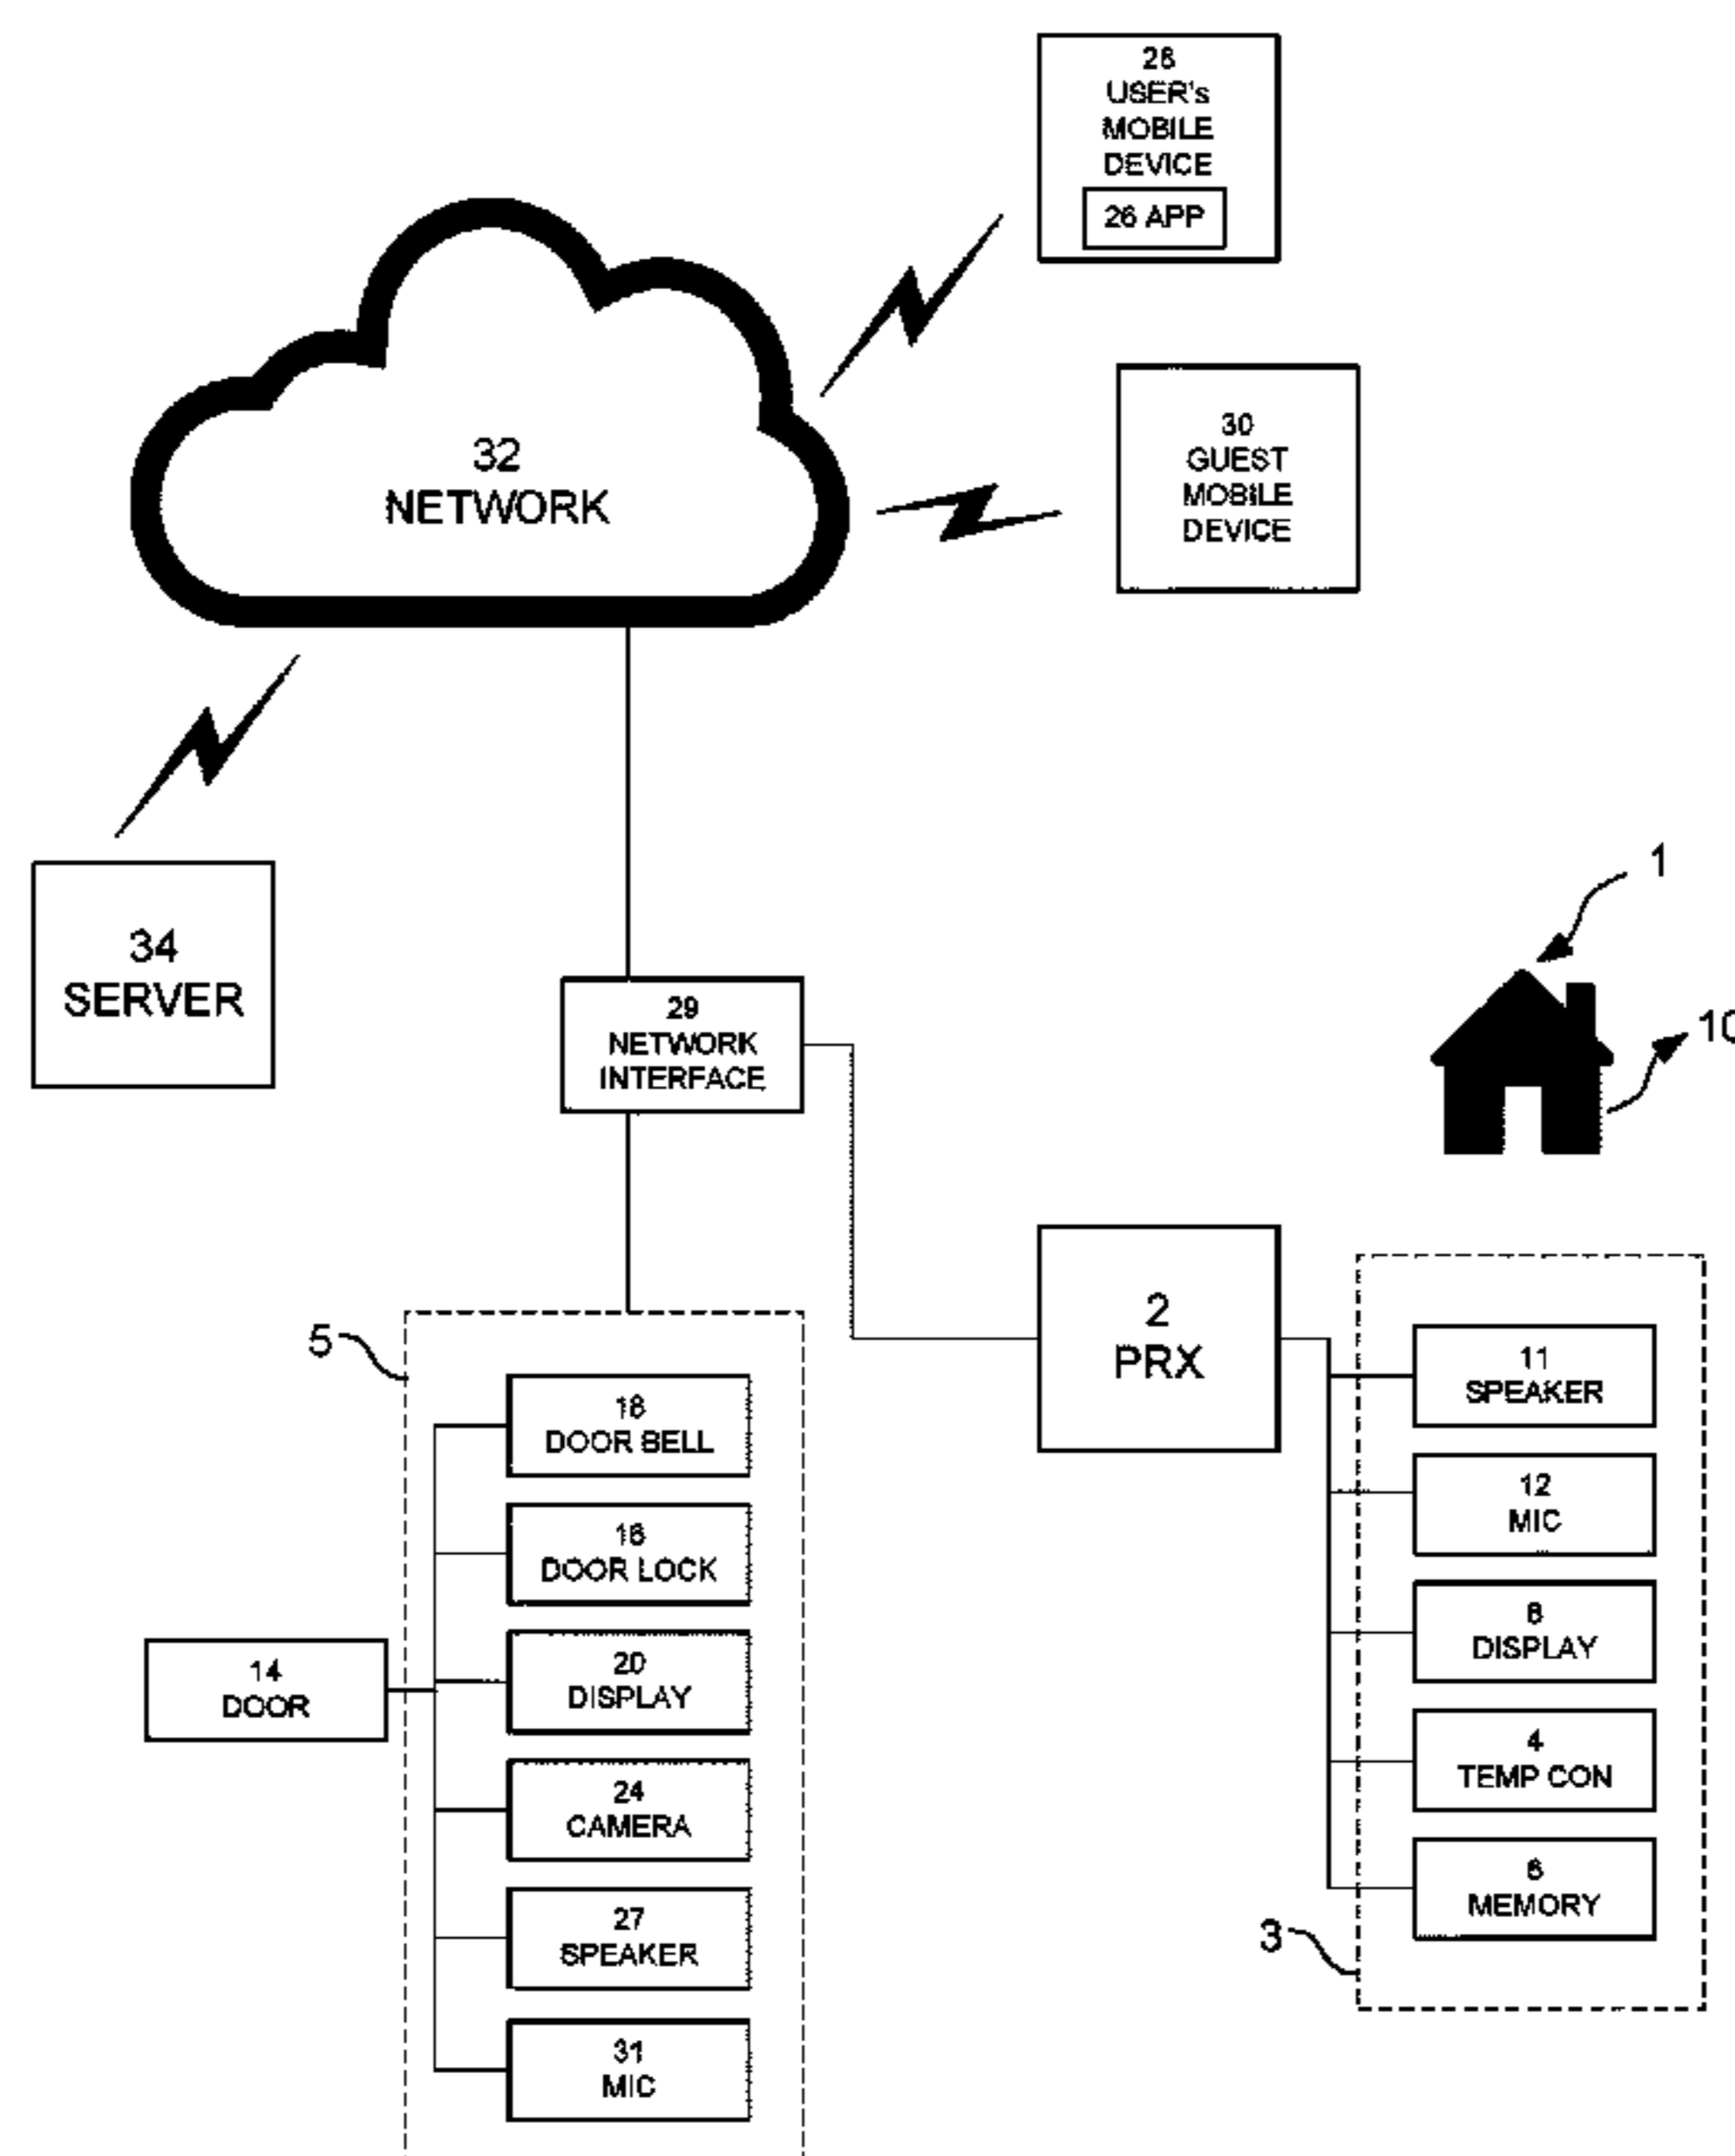 28
USER's
MOBILE
DEVICE
26 APP
30
GUEST
MOBILE
DEVICE
32
NETWORK
34
SERVER
29
NETWORK
INTERFACE
1
10
2
PRX
5
18
DOOR BELL
16
DOOR LOCK
20
DISPLAY
24
CAMERA
27
SPEAKER
31
MIC
14
DOOR
11
SPEAKER
12
MIC
8
DISPLAY
4
TEMP CON
6
MEMORY
3